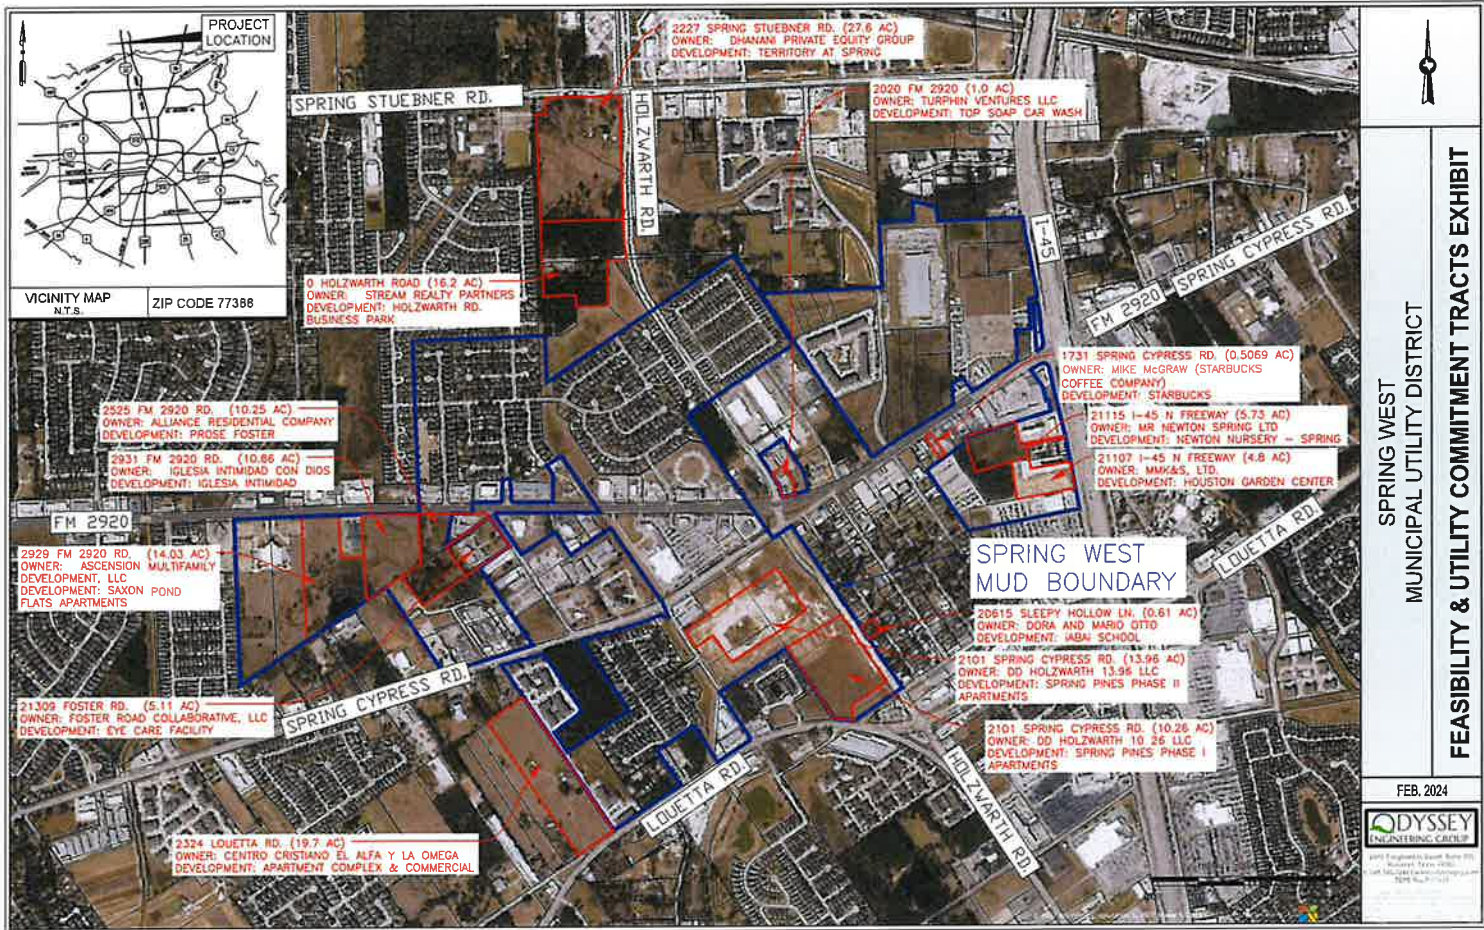 PROJECT
LOCATION
VICINITY MAP
N.T.S.
ZIP CODE 77388
SPRING STUEBNER RD.
HOLZWARTH RD.
2227 SPRING STUEBNER RD. (27.6 AC)
OWNER: DHANANI PRIVATE EQUITY GROUP
DEVELOPMENT: TERRITORY AT SPRING
2020 FM 2920 (1.0 AC)
OWNER: TURPHIN VENTURES LLC
DEVELOPMENT: TOP SOAP CAR WASH
I-45
FM 2920
SPRING CYPRESS RD.
0 HOLZWARTH ROAD (16.2 AC)
OWNER: STREAM REALTY PARTNERS
DEVELOPMENT: HOLZWARTH RD.
BUSINESS PARK
1731 SPRING CYPRESS RD. (0.5069 AC)
OWNER: MIKE McGRAW (STARBUCKS
COFFEE COMPANY)
DEVELOPMENT: STARBUCKS
2525 FM 2920 RD. (10.25 AC)
OWNER: ALLIANCE RESIDENTIAL COMPANY
DEVELOPMENT: PROSE FOSTER
21115 I-45 N FREEWAY (5.73 AC)
OWNER: MR NEWTON SPRING LTD
DEVELOPMENT: NEWTON NURSERY - SPRING
2931 FM 2920 RD. (10.86 AC)
OWNER: IGLESIA INTIMIDAD CON DIOS
DEVELOPMENT: IGLESIA INTIMIDAD
21107 I-45 N FREEWAY (4.8 AC)
OWNER: MMK&S, LTD.
DEVELOPMENT: HOUSTON GARDEN CENTER
FM 2920
LOUETTA RD.
2929 FM 2920 RD. (14.03 AC)
OWNER: ASCENSION MULTIFAMILY
DEVELOPMENT, LLC
DEVELOPMENT: SAXON POND
FLATS APARTMENTS
SPRING WEST
MUD BOUNDARY
20615 SLEEPY HOLLOW LN. (0.61 AC)
OWNER: DORA AND MARIO OTTO
DEVELOPMENT: IABAI SCHOOL
2101 SPRING CYPRESS RD. (13.96 AC)
OWNER: DD HOLZWARTH 13.96 LLC
DEVELOPMENT: SPRING PINES PHASE II
APARTMENTS
21309 FOSTER RD. (5.11 AC)
OWNER: FOSTER ROAD COLLABORATIVE, LLC
DEVELOPMENT: EYE CARE FACILITY
SPRING CYPRESS RD.
2101 SPRING CYPRESS RD. (10.26 AC)
OWNER: DD HOLZWARTH 10 26 LLC
DEVELOPMENT: SPRING PINES PHASE I
APARTMENTS
LOUETTA RD.
HOLZWARTH RD.
2324 LOUETTA RD. (19.7 AC)
OWNER: CENTRO CRISTIANO EL ALFA Y LA OMEGA
DEVELOPMENT: APARTMENT COMPLEX & COMMERCIAL
SPRING WEST
MUNICIPAL UTILITY DISTRICT
FEASIBILITY & UTILITY COMMITMENT TRACTS EXHIBIT
FEB. 2024
ODYSSEY
ENGINEERING GROUP